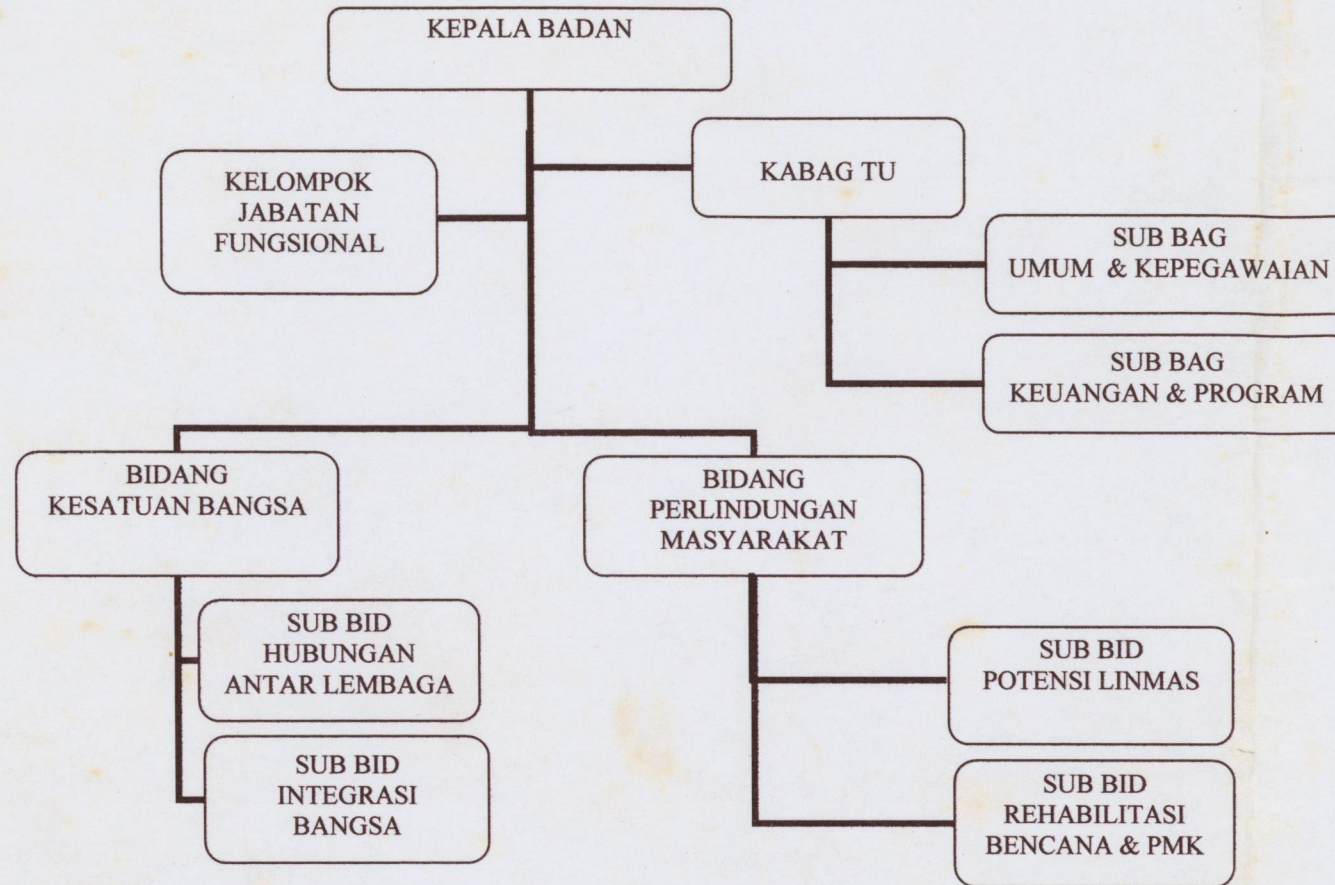 KEPALA BADAN
KELOMPOK
JABATAN
FUNGSIONAL
KABAG TU
SUB BAG
UMUM & KEPEGAWAIAN
SUB BAG
KEUANGAN & PROGRAM
BIDANG
KESATUAN BANGSA
BIDANG
PERLINDUNGAN
MASYARAKAT
SUB BID
HUBUNGAN
ANTAR LEMBAGA
SUB BID
INTEGRASI
BANGSA
SUB BID
POTENSI LINMAS
SUB BID
REHABILITASI
BENCANA & PMK